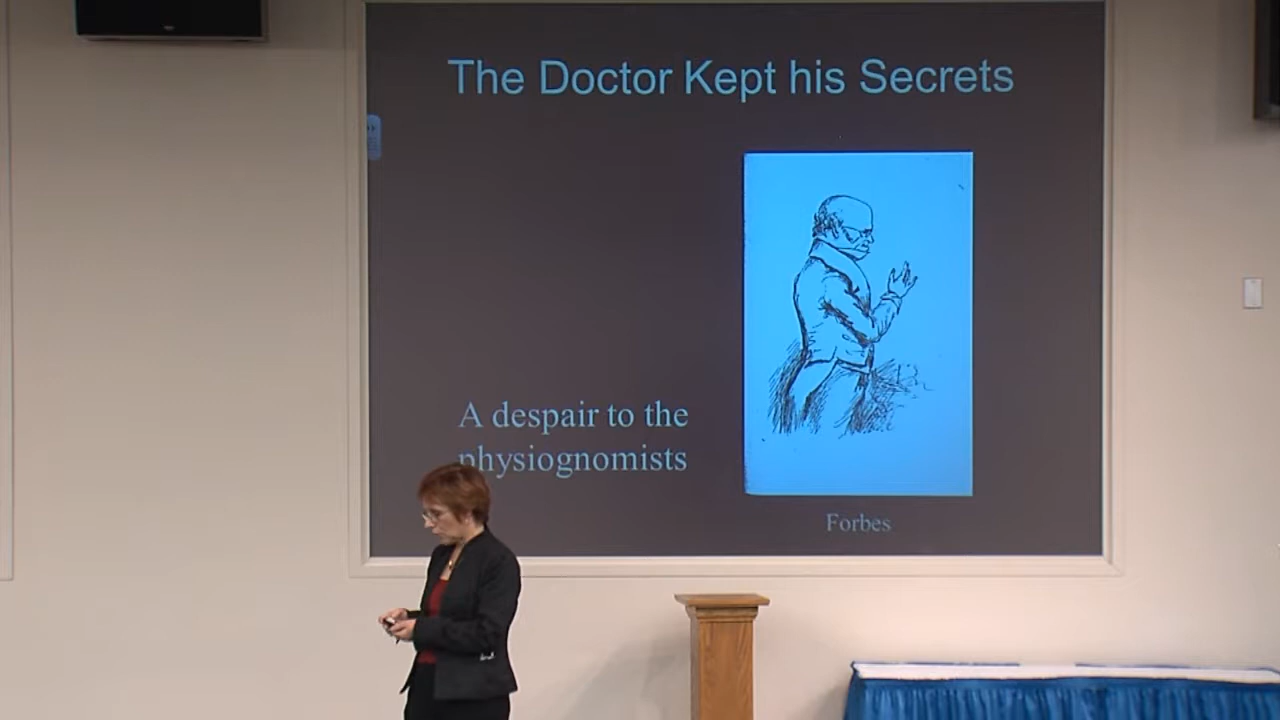 The Doctor Kept his Secrets
A despair to the
physiognomists
Forbes